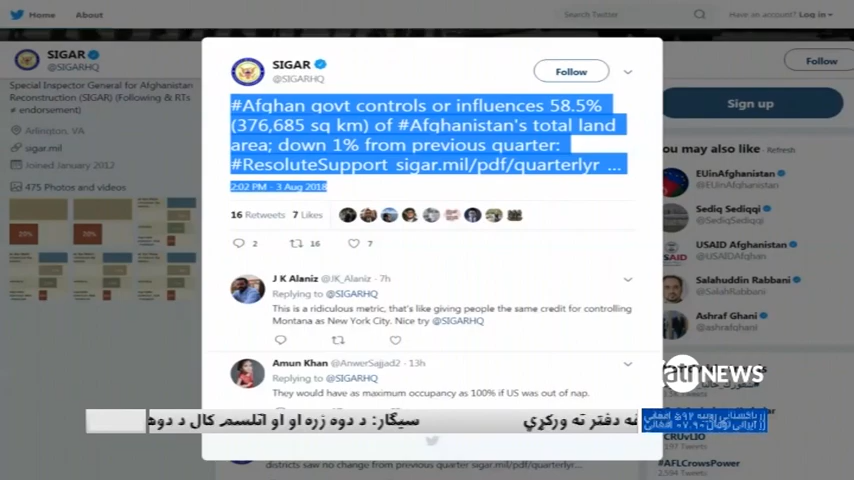 Home About
Search Twitter
Have an account? Log in
SIGAR
@SIGARHQ
Special Inspector General for Afghanistan
Reconstruction (SIGAR) (Following & RTs
≠ endorsement)
Arlington, VA
sigar.mil
Joined January 2012
475 Photos and videos
SIGAR
@SIGARHQ
Follow
#Afghan govt controls or influences 58.5%
(376,685 sq km) of #Afghanistan's total land
area; down 1% from previous quarter:
#ResoluteSupport sigar.mil/pdf/quarterlyr ...
2:02 PM - 3 Aug 2018
16 Retweets 7 Likes
2 16 7
J K Alaniz @JK_Alaniz · 7h
Replying to @SIGARHQ
This is a ridiculous metric, that's like giving people the same credit for controlling
Montana as New York City. Nice try @SIGARHQ
Amun Khan @AnwerSajjad2 · 13h
Replying to @SIGARHQ
They would have as maximum occupancy as 100% if US was out of nap.
districts saw no change from previous quarter sigar.mil/pdf/quarterly...
Follow
Sign up
You may also like · Refresh
EUinAfghanistan
@EUinAfghanistan
Sediq Sediqqi
@SediqSediqqi
USAID Afghanistan
@USAIDAfghan
Salahuddin Rabbani
@SalahRabbani
Ashraf Ghani
@ashrafghani
NEWS
#AFLCrowsPower
سیګار: د دوه زره او او اتلسم کال د دوه
دفتر ته ورکړي